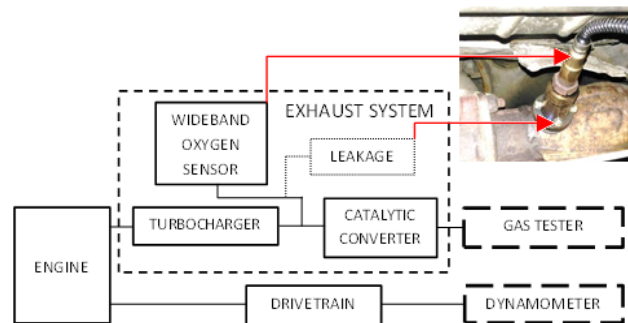 EXHAUST SYSTEM
WIDEBAND
OXYGEN
SENSOR
LEAKAGE
TURBOCHARGER
CATALYTIC
CONVERTER
GAS TESTER
ENGINE
DRIVETRAIN
DYNAMOMETER